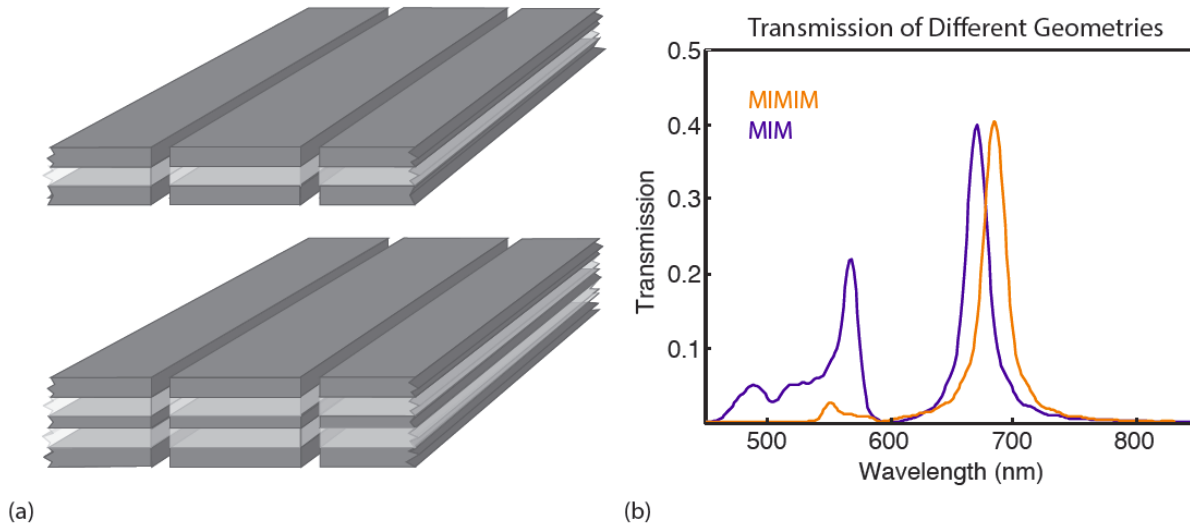 Transmission of Different Geometries
0.5
0.4
0.3
0.2
0.1
MIMIM
MIM
Transmission
500
600
700
800
Wavelength (nm)
(a)
(b)